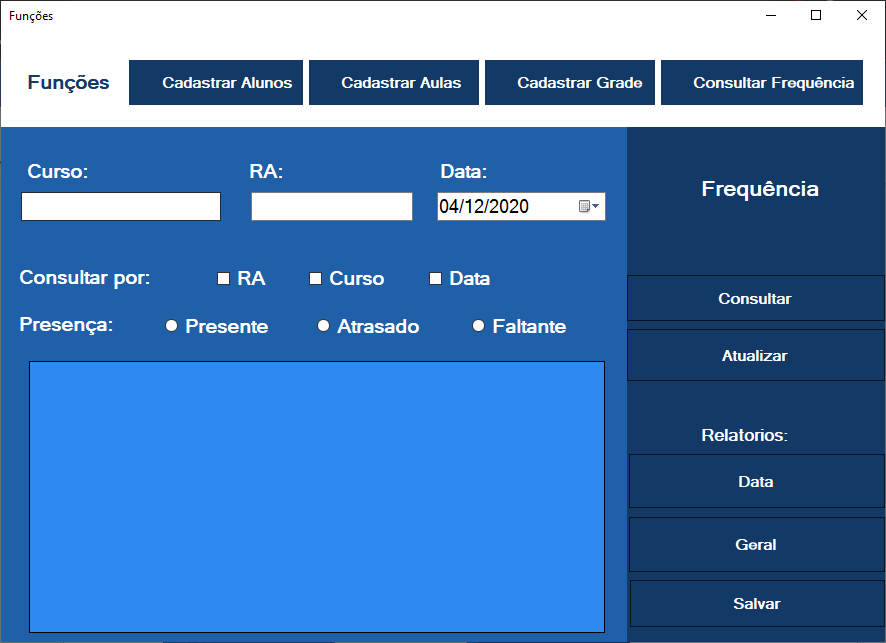 Funções
Funções
Cadastrar Alunos
Cadastrar Aulas
Cadastrar Grade
Consultar Frequência
Curso:
RA:
Data:
04/12/2020
Consultar por:
RA
Curso
Data
Presença:
Presente
Atrasado
Faltante
Frequência
Consultar
Atualizar
Relatorios:
Data
Geral
Salvar